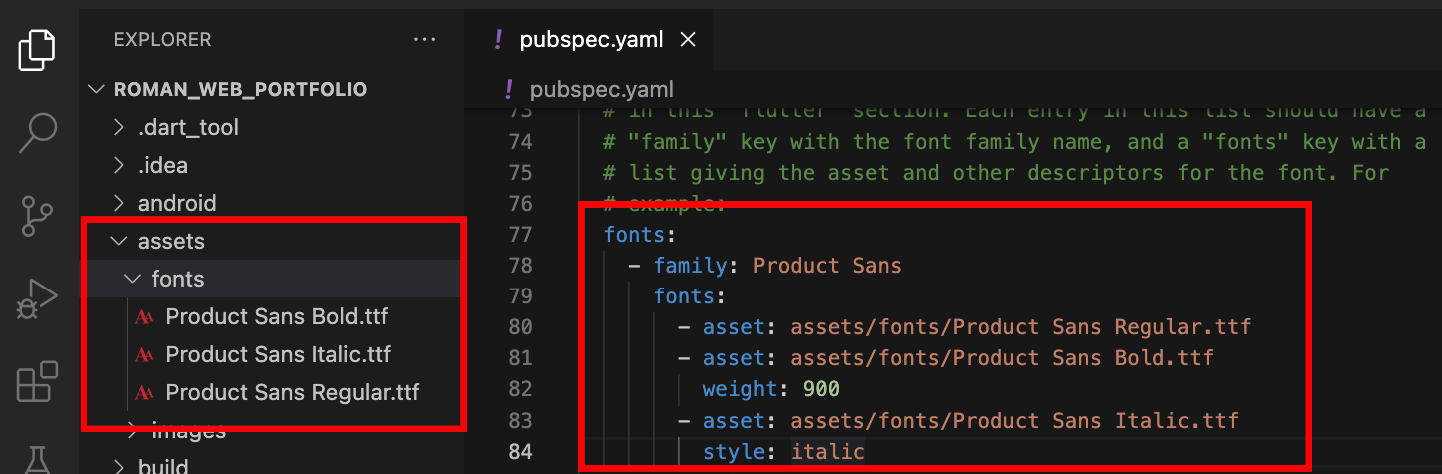 EXPLORER ...
ROMAN_WEB_PORTFOLIO
.dart_tool
.idea
android
assets
fonts
Product Sans Bold.ttf
Product Sans Italic.ttf
Product Sans Regular.ttf
images
build
! pubspec.yaml ×
! pubspec.yaml
73 # in this flutter section. Each entry in this list should have a
74 # "family" key with the font family name, and a "fonts" key with a
75 # list giving the asset and other descriptors for the font. For
76 # example:
77 fonts:
78 - family: Product Sans
79 fonts:
80 - asset: assets/fonts/Product Sans Regular.ttf
81 - asset: assets/fonts/Product Sans Bold.ttf
82 weight: 900
83 - asset: assets/fonts/Product Sans Italic.ttf
84 style: italic